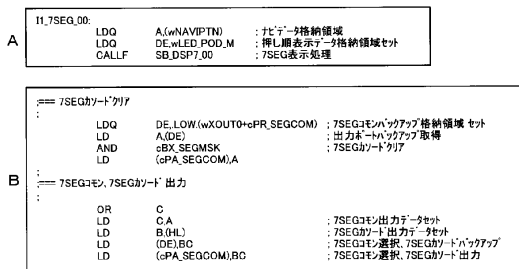 A
I1_7SEG_00:
LDQ A,(wNAVIPTN) ; ナビデータ格納領域
LDQ DE,wLED_POD_M ; 押し順表示データ格納領域セット
CALLF SB_DSP7_00 ; 7SEG表示処理
B
;=== 7SEGカソードクリア
;
LDQ DE,.LOW.(wXOUT0+cPR_SEGCOM) ; 7SEGコモンバックアップ格納領域 セット
LD A,(DE) ; 出力ポートバックアップ取得
AND cBX_SEGMSK ; 7SEGカソードクリア
LD (cPA_SEGCOM),A
;
;=== 7SEGコモン、7SEGカソード 出力
;
OR C
LD C,A ; 7SEGコモン出力データセット
LD B,(HL) ; 7SEGカソード出力データセット
LD (DE),BC ; 7SEGコモン選択、7SEGカソードバックアップ
LD (cPA_SEGCOM),BC ; 7SEGコモン選択、7SEGカソード出力